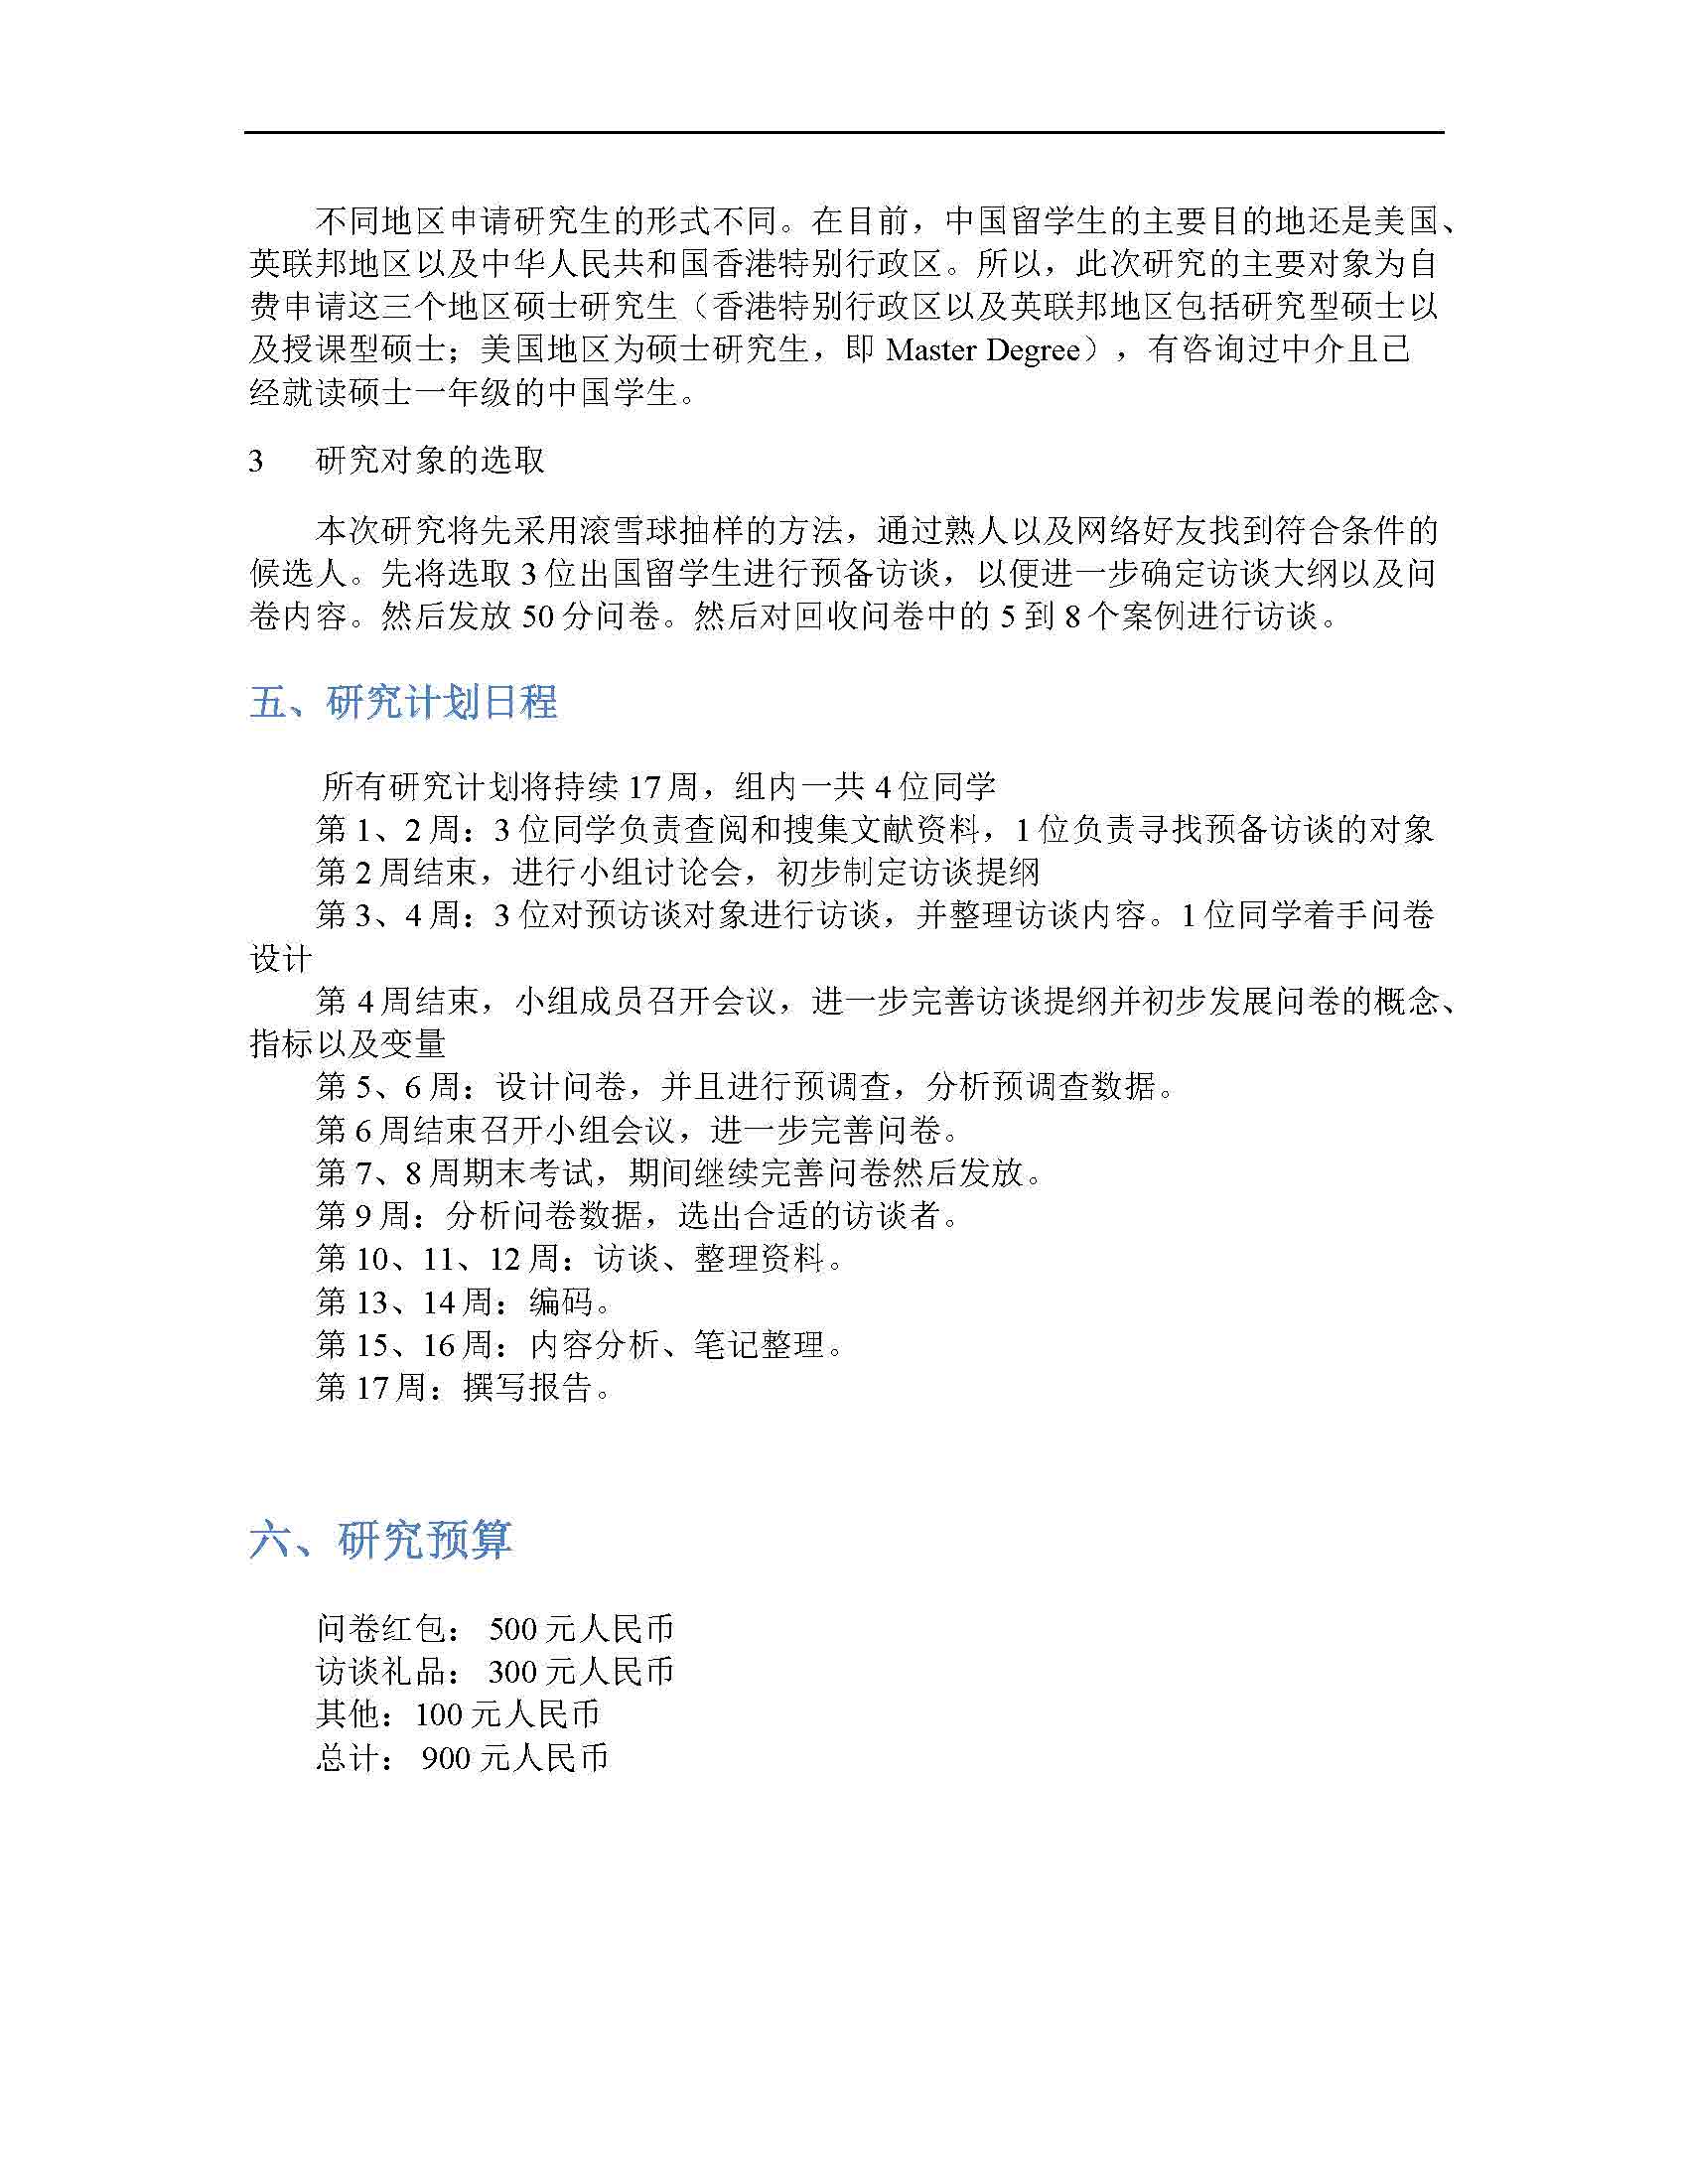 不同地区申请研究生的形式不同。在目前，中国留学生的主要目的地还是美国、
英联邦地区以及中华人民共和国香港特别行政区。所以，此次研究的主要对象为自
费申请这三个地区硕士研究生（香港特别行政区以及英联邦地区包括研究型硕士以
及授课型硕士；美国地区为硕士研究生，即 Master Degree），有咨询过中介且已
经就读硕士一年级的中国学生。
3 研究对象的选取
本次研究将先采用滚雪球抽样的方法，通过熟人以及网络好友找到符合条件的
候选人。先将选取 3 位出国留学生进行预备访谈，以便进一步确定访谈大纲以及问
卷内容。然后发放 50 分问卷。然后对回收问卷中的 5 到 8 个案例进行访谈。
五、研究计划日程
所有研究计划将持续 17 周，组内一共 4 位同学
第 1、2 周：3 位同学负责查阅和搜集文献资料，1 位负责寻找预备访谈的对象
第 2 周结束，进行小组讨论会，初步制定访谈提纲
第 3、4 周：3 位对预访谈对象进行访谈，并整理访谈内容。1 位同学着手问卷
设计
第 4 周结束，小组成员召开会议，进一步完善访谈提纲并初步发展问卷的概念、
指标以及变量
第 5、6 周：设计问卷，并且进行预调查，分析预调查数据。
第 6 周结束召开小组会议，进一步完善问卷。
第 7、8 周期末考试，期间继续完善问卷然后发放。
第 9 周：分析问卷数据，选出合适的访谈者。
第 10、11、12 周：访谈、整理资料。
第 13、14 周：编码。
第 15、16 周：内容分析、笔记整理。
第 17 周：撰写报告。
六、研究预算
问卷红包： 500 元人民币
访谈礼品： 300 元人民币
其他：100 元人民币
总计： 900 元人民币